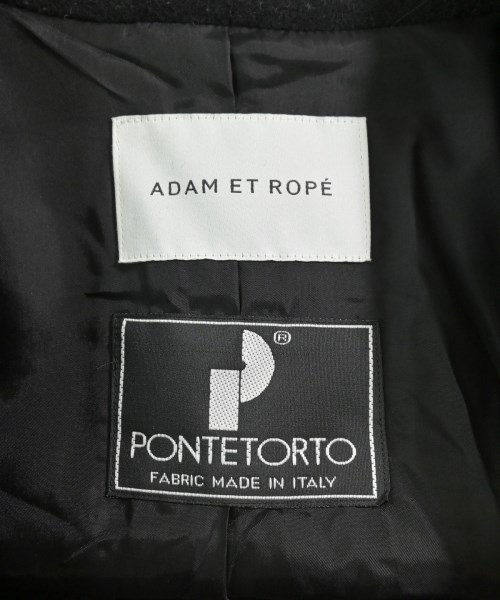 ADAM ET ROPÉ
®
PONTETORTO
FABRIC MADE IN ITALY